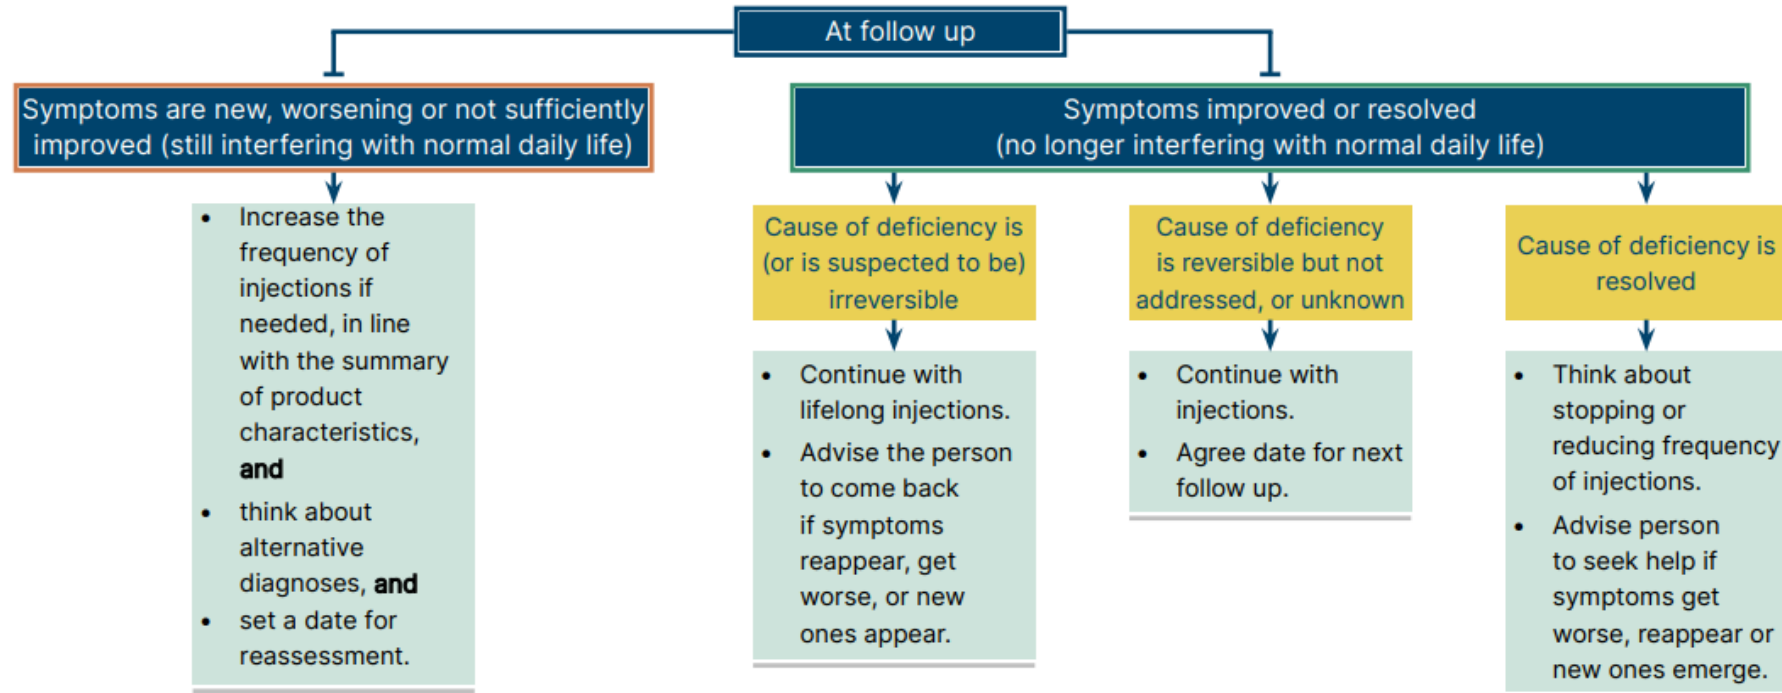 At follow up
Symptoms are new, worsening or not sufficiently
improved (still interfering with normal daily life)
• Increase the
frequency of
injections if
needed, in line
with the summary
of product
characteristics,
and
• think about
alternative
diagnoses, and
• set a date for
reassessment.
Symptoms improved or resolved
(no longer interfering with normal daily life)
Cause of deficiency is
(or is suspected to be)
irreversible
• Continue with
lifelong injections.
• Advise the person
to come back
if symptoms
reappear, get
worse, or new
ones appear.
Cause of deficiency
is reversible but not
addressed, or unknown
• Continue with
injections.
• Agree date for next
follow up.
Cause of deficiency is
resolved
• Think about
stopping or
reducing frequency
of injections.
• Advise person
to seek help if
symptoms get
worse, reappear or
new ones emerge.